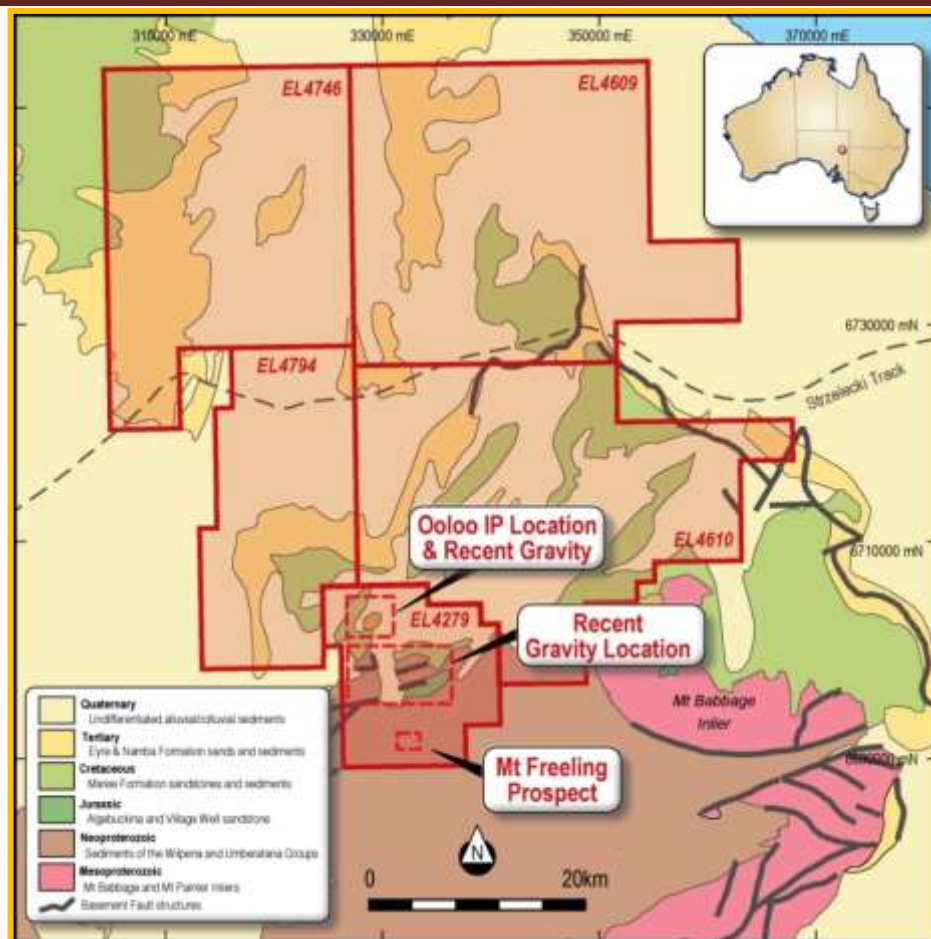 310000 mE
330000 mE
350000 mE
370000 mE
EL4746
EL4609
6730000 mN
EL4794
Strzelecki Track
Ooloo IP Location
& Recent Gravity
EL4610
6710000 mN
EL4279
Recent
Gravity Location
Mt Babbage
Inlier
Mt Freeling
Prospect
Quaternary
Undifferentiated alluvial/colluvial sediments
Tertiary
Eyre & Namba Formation sands and sediments
Cretaceous
Maree Formation sandstones and sediments
Jurassic
Algebuckina and Village Well sandstone
Neoproterozoic
Sediments of the Wilpena and Umberatana Groups
Mesoproterozoic
Mt Babbage and Mt Painter Inliers
Basement Fault structures
N
0
20km